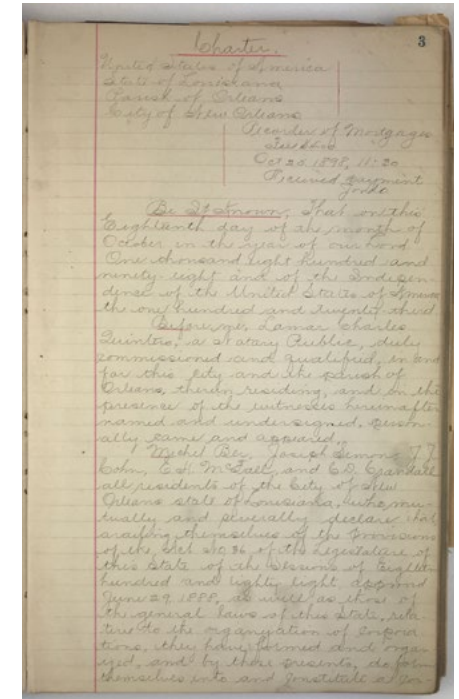 3
Charter.
United States of America
State of Louisiana
Parish of Orleans
City of New Orleans
Recorder of Mortgages
Oct 20 1898, 11:20
Received payment
Be It Known, That on this
Eighteenth day of the month of
October in the year of our Lord
One thousand eight hundred and
ninety-eight and of the Indepen-
dence of the United States of America
the one hundred and twenty third
Before me, Lamar Charles
Quintero, a Notary Public, duly
commissioned and qualified, in and
for this city and the parish of
Orleans, therein residing, and in the
presence of the witnesses hereinafter
named and undersigned, person-
ally came and appeared,
Michel Ber, Joseph Simon, J. J.
Cohn, E. H. and C. D. Crandall
all residents of the City of New
Orleans state of Louisiana, who mu-
tually and severally declare that
availing themselves of the provisions
of the Act No 36 of the Legislature of
this State of the sessions of Eighteen
hundred and eighty eight approved
June 29, 1888, as well as those of
the general laws of this State, rela-
tive to the organization of Corpora
tions, they have formed and organ
ized, and by these presents, do form
themselves into and constitute a